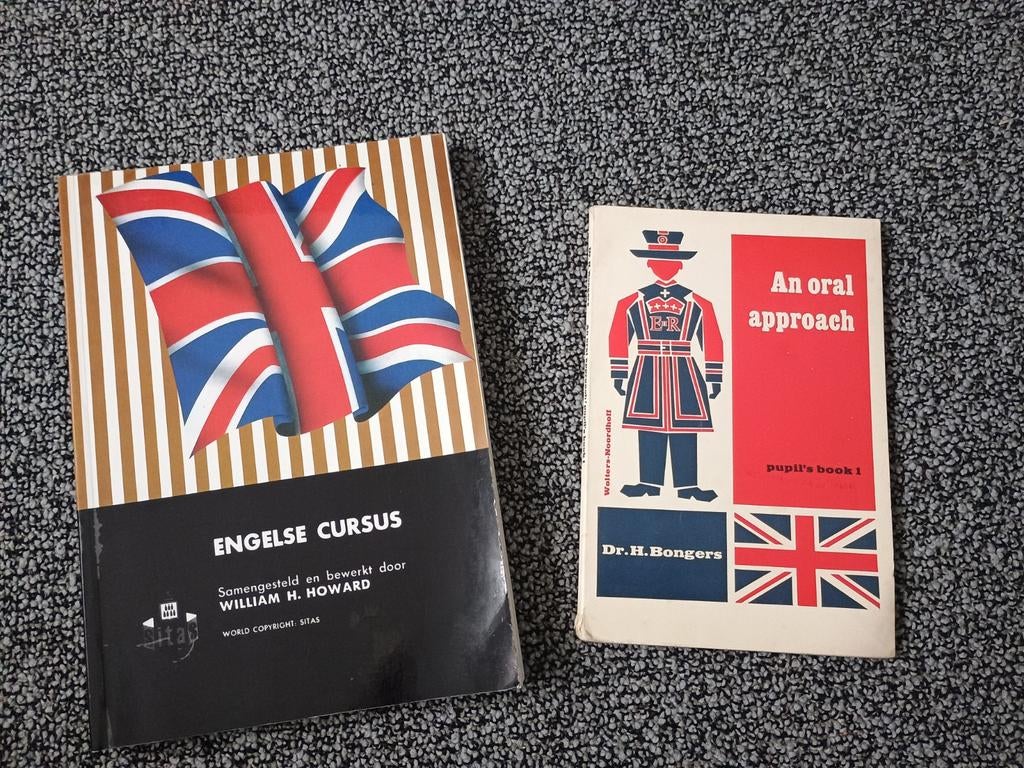 ENGELSE CURSUS
Samengesteld en bewerkt door
WILLIAM H. HOWARD
sitas
WORLD COPYRIGHT: SITAS
An oral
approach
E II R
Wolters-Noordhoff
pupil's book 1
Dr. H. Bongers